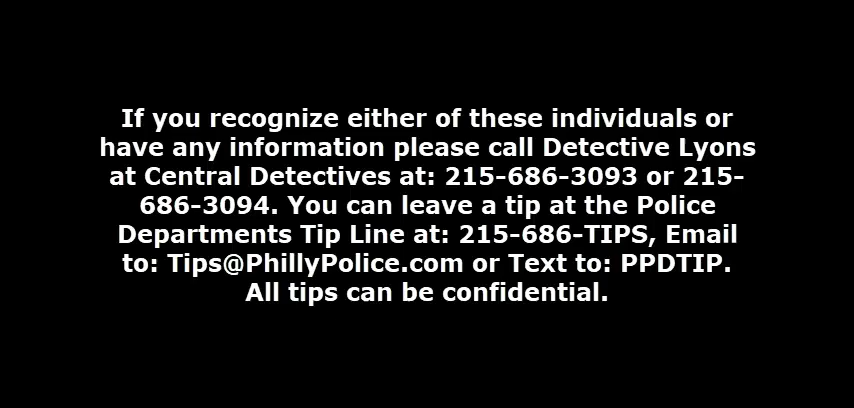 If you recognize either of these individuals or
have any information please call Detective Lyons
at Central Detectives at: 215-686-3093 or 215-
686-3094. You can leave a tip at the Police
Departments Tip Line at: 215-686-TIPS, Email
to: Tips@PhillyPolice.com or Text to: PPDTIP.
All tips can be confidential.